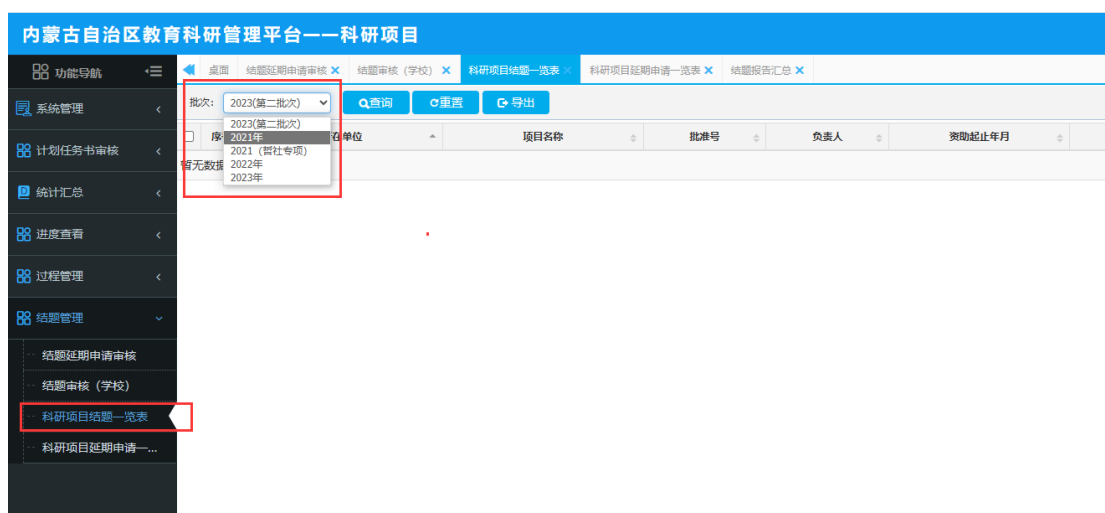 内蒙古自治区教育科研管理平台——科研项目
功能导航
桌面 结题延期申请审核 结题审核（学校） 科研项目结题一览表 科研项目延期申请一览表 结题报告汇总
批次： 2023(第二批次) 查询 重置 导出
2023(第二批次)
2021年
2021（哲社专项）
2022年
2023年
序 在单位 项目名称 批准号 负责人 资助起止年月
暂无数据
系统管理
计划任务书审核
统计汇总
进度查看
过程管理
结题管理
结题延期申请审核
结题审核（学校）
科研项目结题一览表
科研项目延期申请一...